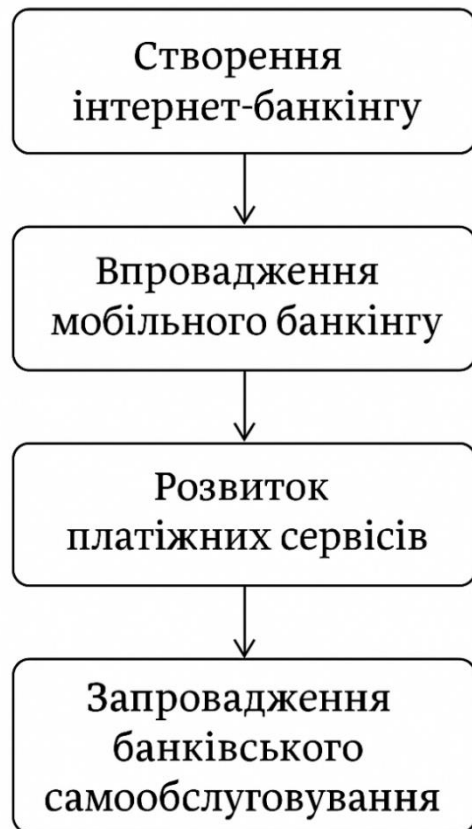 Створення
інтернет-банкінгу
Впровадження
мобільного банкінгу
Розвиток
платіжних сервісів
Запровадження
банківського
самообслуговування